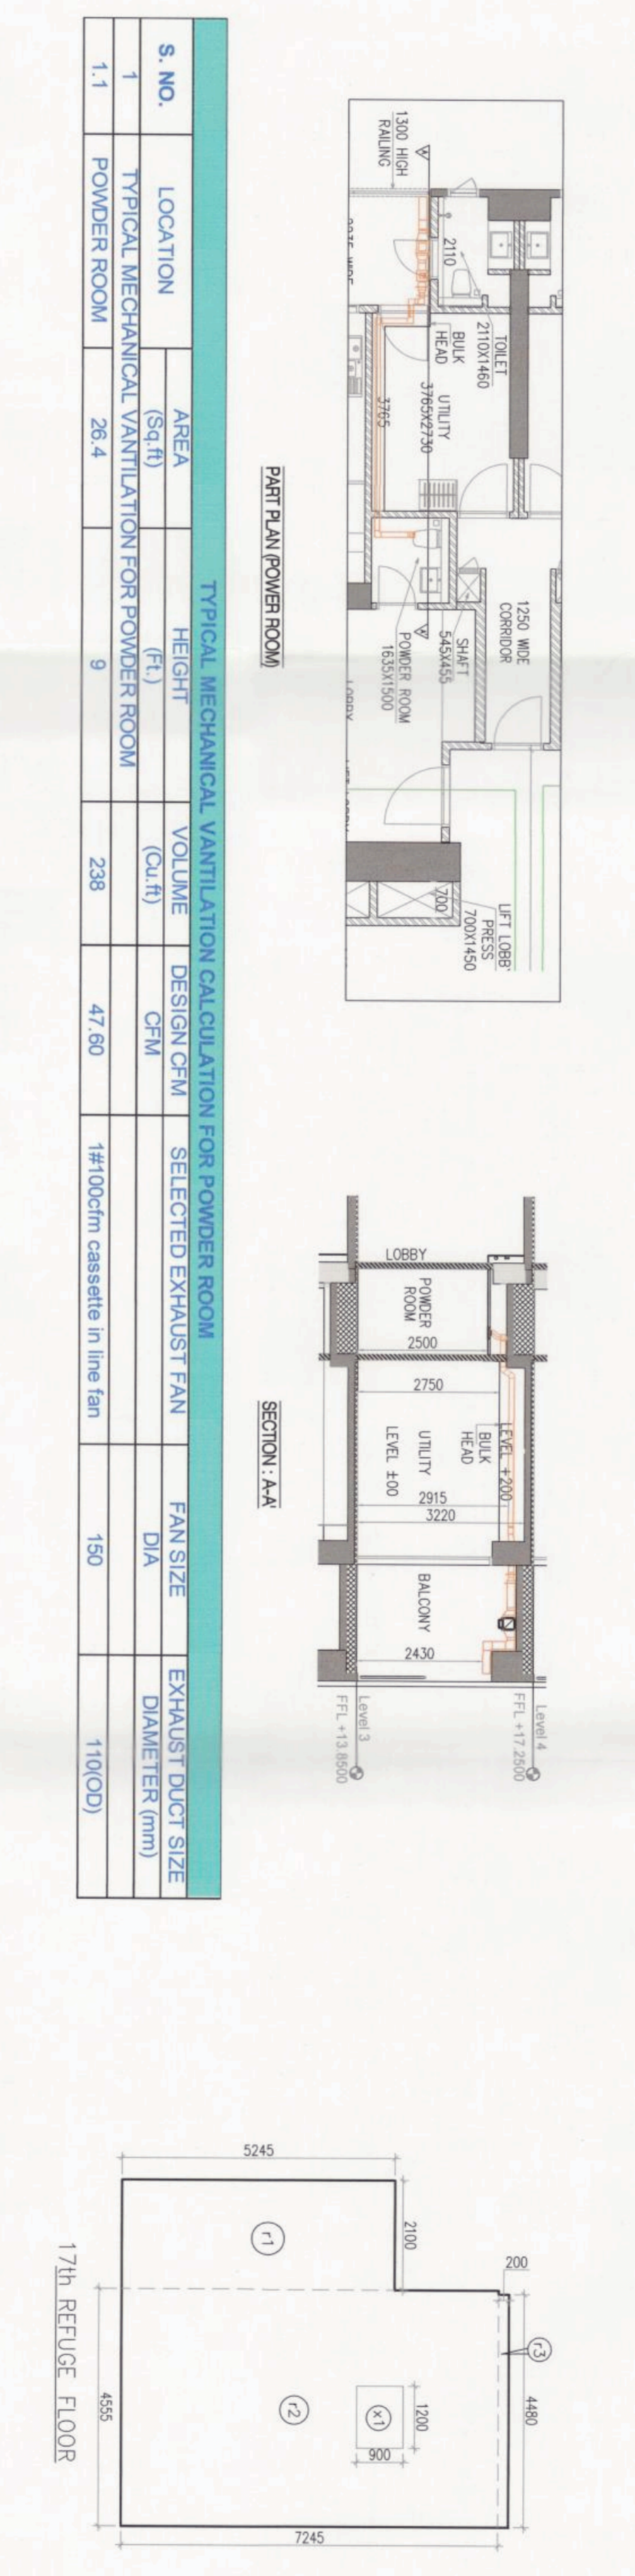 1300 HIGH
RAILING
TOILET
2110X1460
2110
BULK
HEAD
UTILITY
3765X2730
3765
1250 WIDE
CORRIDOR
SHAFT
545X455
POWDER ROOM
1635X1500
LOBBY
LIFT LOBBY
PRESS
700X1450
700
A
A'
PART PLAN (POWER ROOM)
LOBBY
POWDER
ROOM
2500
2750
LEVEL +200
BULK
HEAD
UTILITY
LEVEL ±00
2915
3220
BALCONY
2430
Level 4
FFL +17.2500
Level 3
FFL +13.8500
SECTION : A-A'
TYPICAL MECHANICAL VANTILATION CALCULATION FOR POWDER ROOM
S. NO. LOCATION AREA HEIGHT VOLUME DESIGN CFM SELECTED EXHAUST FAN FAN SIZE EXHAUST DUCT SIZE
(Sq.ft) (Ft.) (Cu.ft) CFM DIA DIAMETER (mm)
1 TYPICAL MECHANICAL VANTILATION FOR POWDER ROOM
1.1 POWDER ROOM 26.4 9 238 47.60 1#100cfm cassette in line fan 150 110(OD)
200
r3
4480
2100
5245
r1
r2
x1
1200
900
7245
4555
17th REFUGE FLOOR